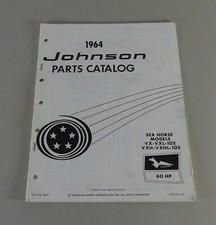 1964
Johnson
PARTS CATALOG
SEA HORSE
MODELS
VX-VXL-10S
VXH-VXHL-10S
60 HP